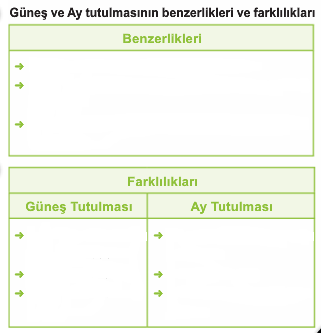 Güneş ve Ay tutulmasının benzerlikleri ve farklılıkları
Benzerlikleri
Farklılıkları
Güneş Tutulması
Ay Tutulması